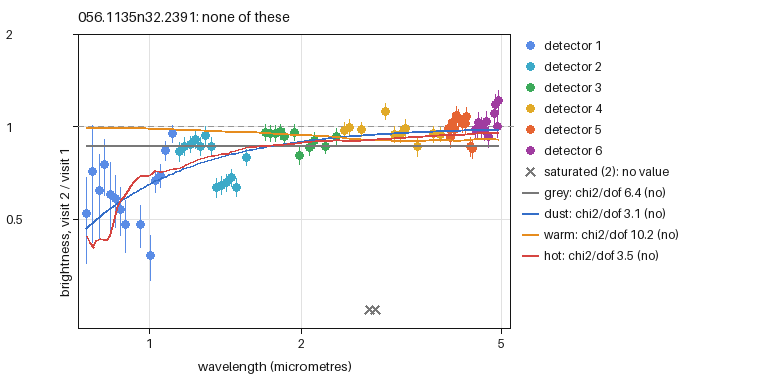 056.1135n32.2391: none of these
2
1
0.5
brightness, visit 2 / visit 1
1
2
5
wavelength (micrometres)
detector 1
detector 2
detector 3
detector 4
detector 5
detector 6
saturated (2): no value
grey: chi2/dof 6.4 (no)
dust: chi2/dof 3.1 (no)
warm: chi2/dof 10.2 (no)
hot: chi2/dof 3.5 (no)